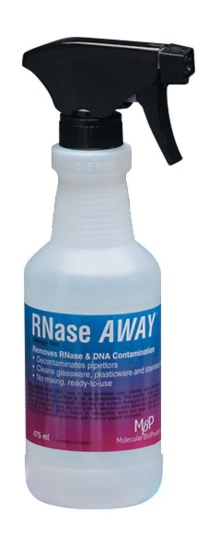 RNase AWAY
Removes RNase & DNA Contamination
• Decontaminates pipettors
• Cleans glassware, plasticware and stainless
• No mixing, ready-to-use
475 ml
MβP
Molecular BioProducts